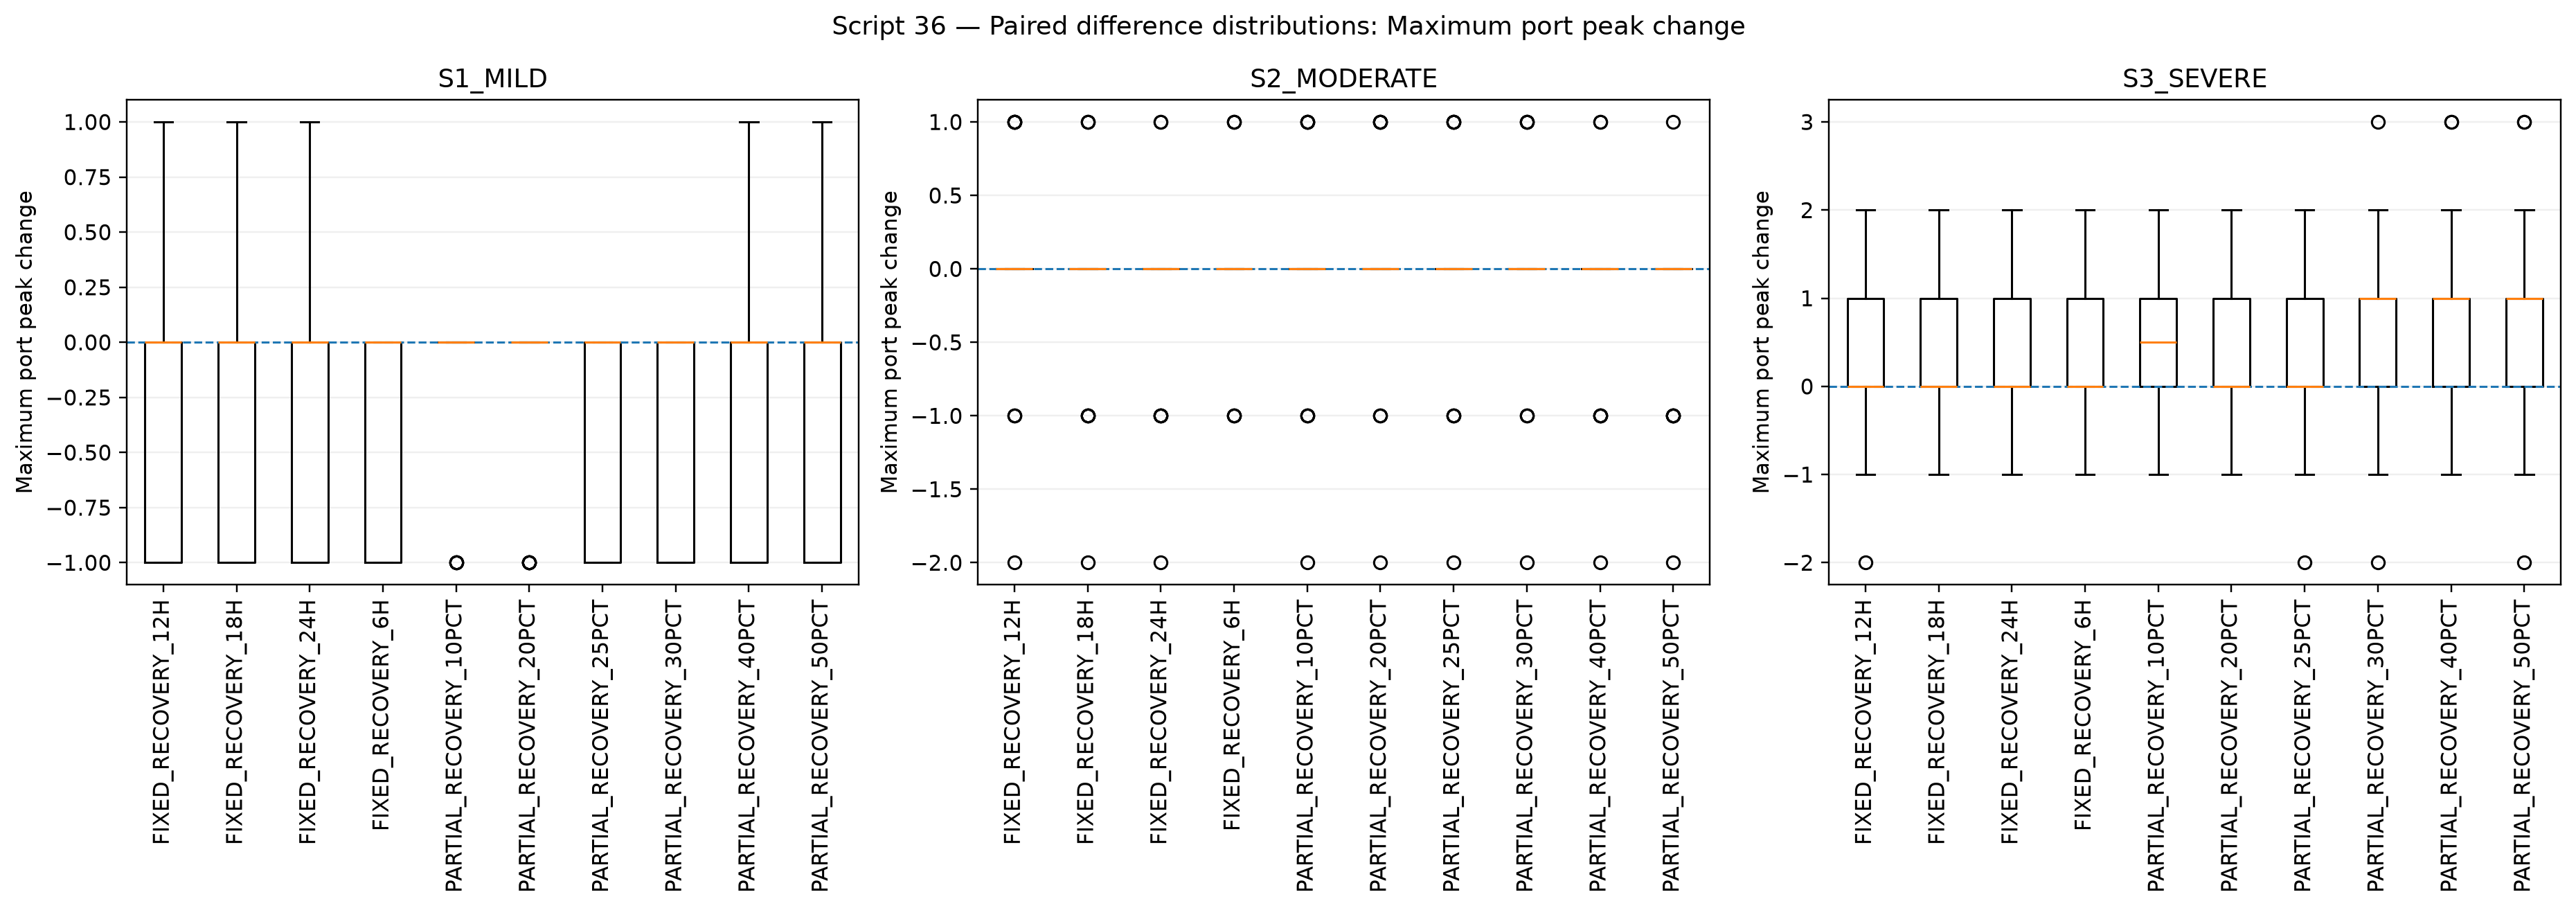 Script 36 — Paired difference distributions: Maximum port peak change
S1_MILD
Maximum port peak change
1.00
0.75
0.50
0.25
0.00
−0.25
−0.50
−0.75
−1.00
FIXED_RECOVERY_12H
FIXED_RECOVERY_18H
FIXED_RECOVERY_24H
FIXED_RECOVERY_6H
PARTIAL_RECOVERY_10PCT
PARTIAL_RECOVERY_20PCT
PARTIAL_RECOVERY_25PCT
PARTIAL_RECOVERY_30PCT
PARTIAL_RECOVERY_40PCT
PARTIAL_RECOVERY_50PCT
S2_MODERATE
Maximum port peak change
1.0
0.5
0.0
−0.5
−1.0
−1.5
−2.0
FIXED_RECOVERY_12H
FIXED_RECOVERY_18H
FIXED_RECOVERY_24H
FIXED_RECOVERY_6H
PARTIAL_RECOVERY_10PCT
PARTIAL_RECOVERY_20PCT
PARTIAL_RECOVERY_25PCT
PARTIAL_RECOVERY_30PCT
PARTIAL_RECOVERY_40PCT
PARTIAL_RECOVERY_50PCT
S3_SEVERE
Maximum port peak change
3
2
1
0
−1
−2
FIXED_RECOVERY_12H
FIXED_RECOVERY_18H
FIXED_RECOVERY_24H
FIXED_RECOVERY_6H
PARTIAL_RECOVERY_10PCT
PARTIAL_RECOVERY_20PCT
PARTIAL_RECOVERY_25PCT
PARTIAL_RECOVERY_30PCT
PARTIAL_RECOVERY_40PCT
PARTIAL_RECOVERY_50PCT